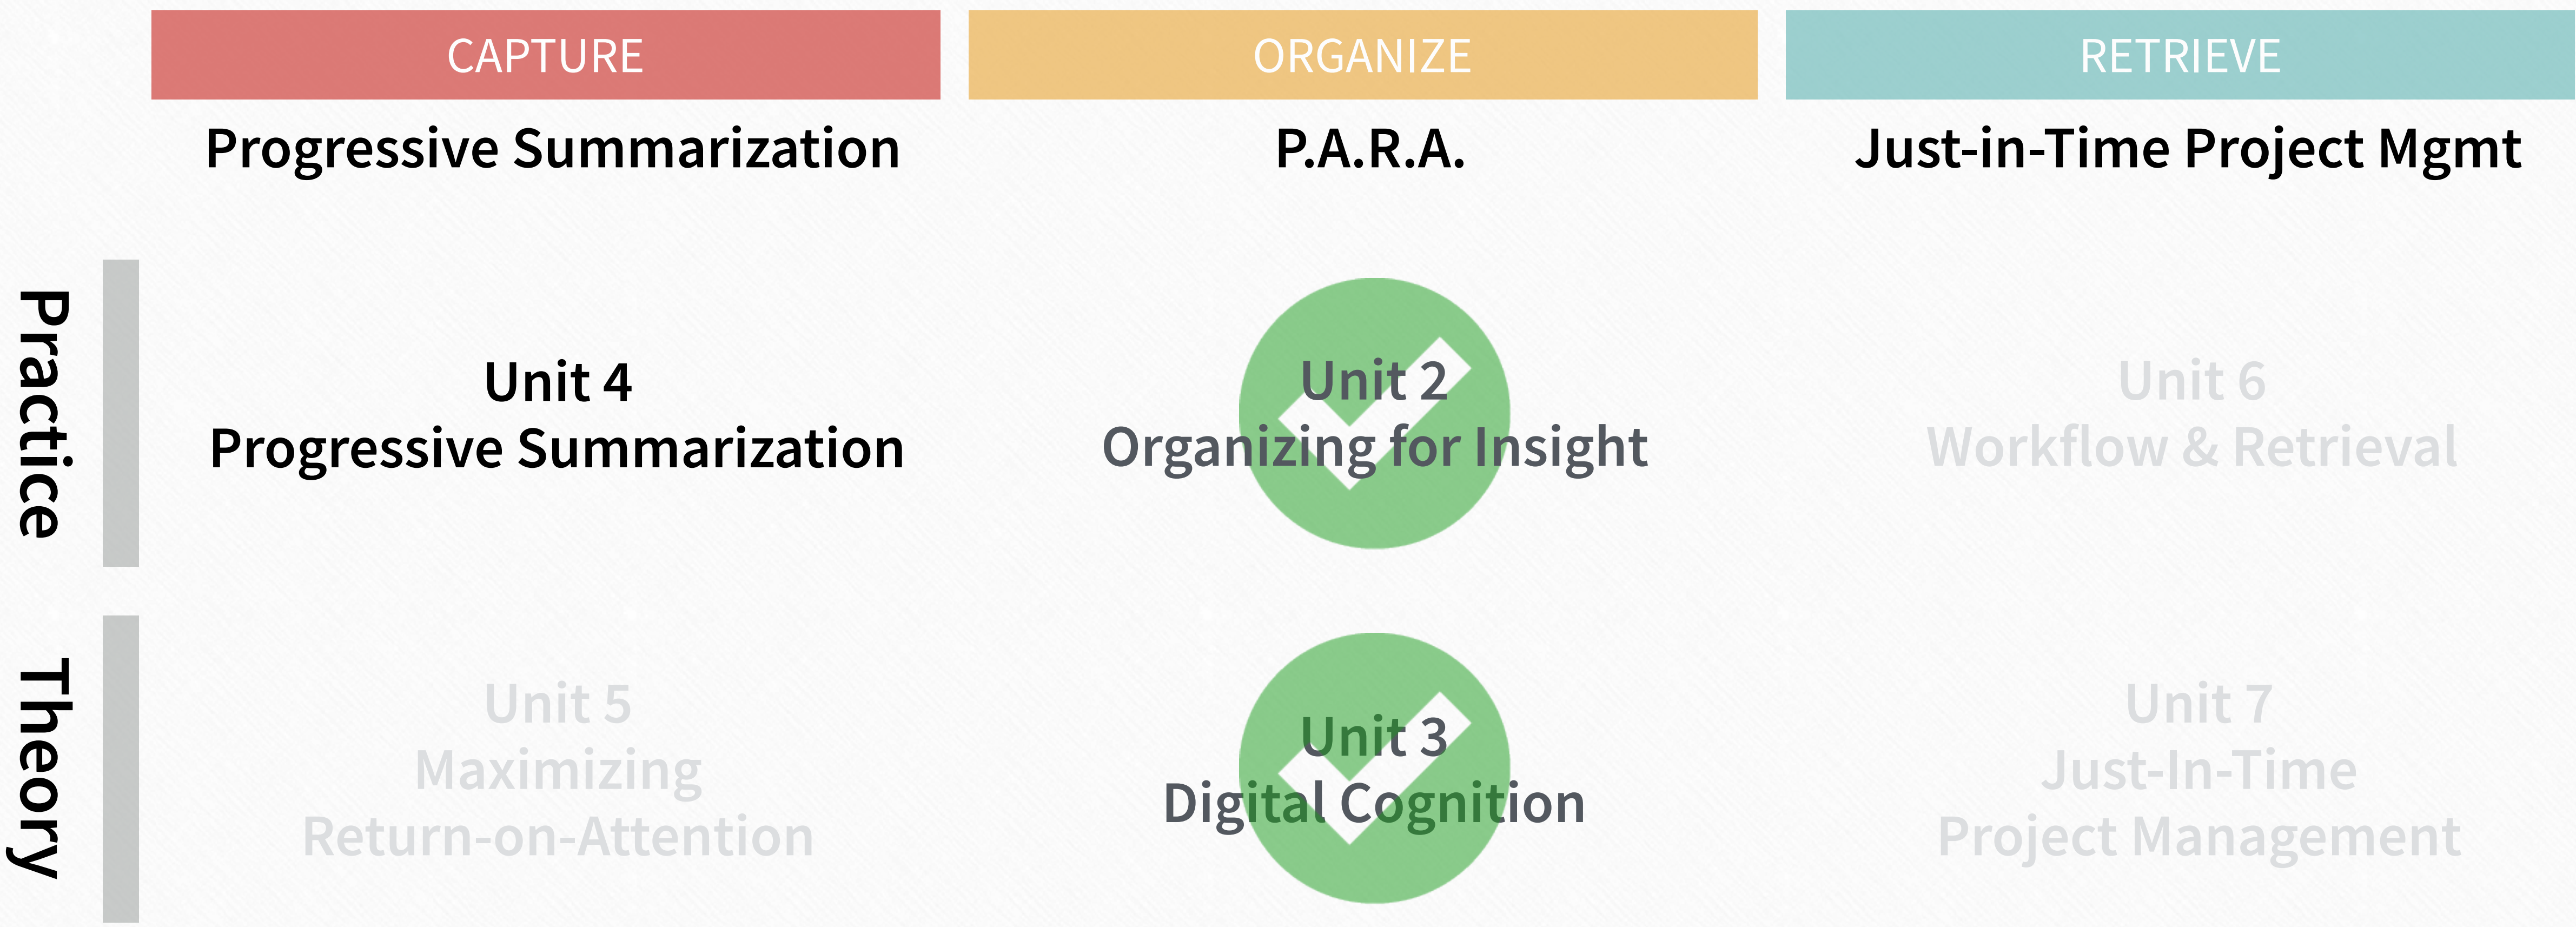 CAPTURE
ORGANIZE
RETRIEVE
Progressive Summarization
P.A.R.A.
Just-in-Time Project Mgmt
Practice
Unit 4
Progressive Summarization
Unit 2
Organizing for Insight
Unit 6
Workflow & Retrieval
Theory
Unit 5
Maximizing
Return-on-Attention
Unit 3
Digital Cognition
Unit 7
Just-In-Time
Project Management